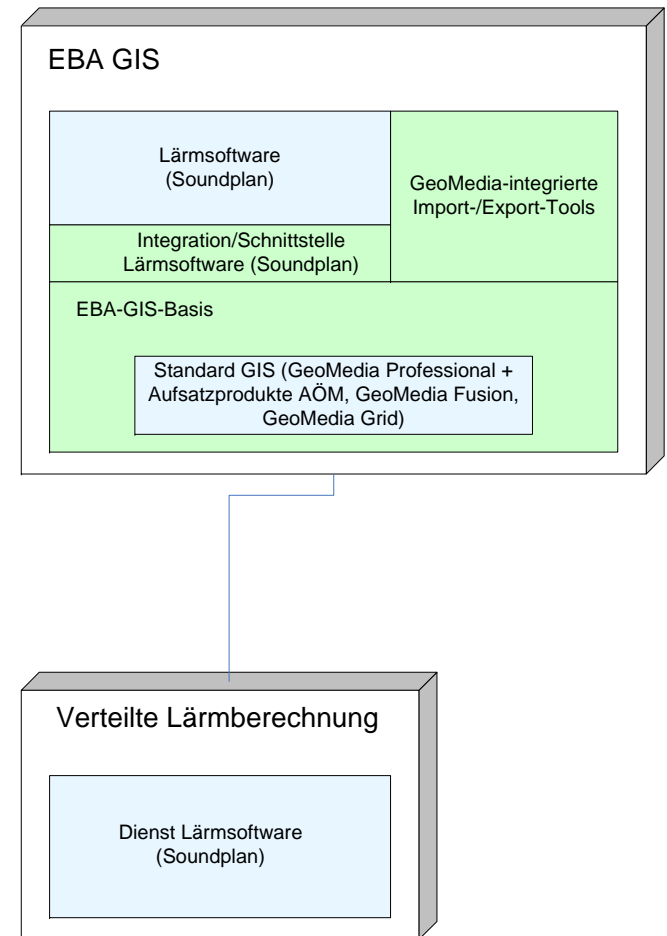 EBA GIS
Lärmsoftware
(Soundplan)
GeoMedia-integrierte
Import-/Export-Tools
Integration/Schnittstelle
Lärmsoftware (Soundplan)
EBA-GIS-Basis
Standard GIS (GeoMedia Professional +
Aufsatzprodukte AÖM, GeoMedia Fusion,
GeoMedia Grid)
Verteilte Lärmberechnung
Dienst Lärmsoftware
(Soundplan)